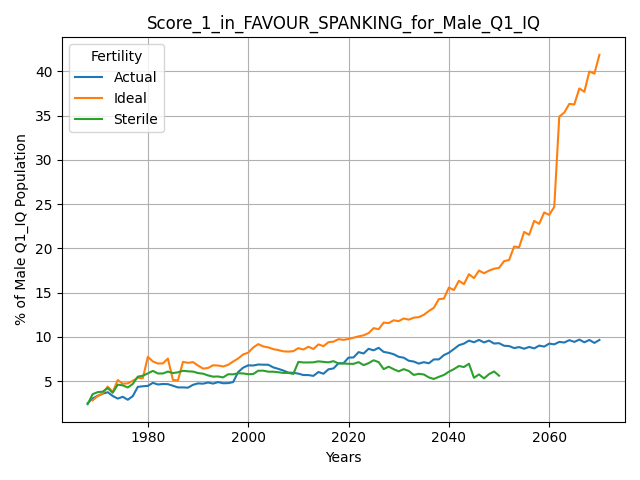 Score_1_in_FAVOUR_SPANKING_for_Male_Q1_IQ
Fertility
Actual
Ideal
Sterile
% of Male Q1_IQ Population
40
35
30
25
20
15
10
5
1980 2000 2020 2040 2060
Years